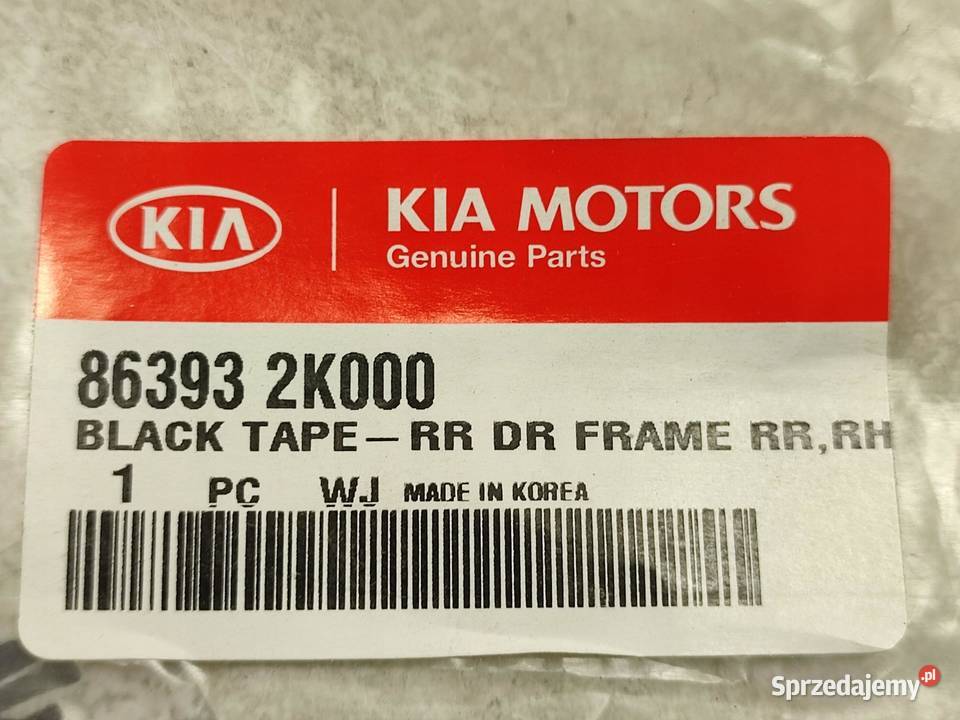 KIA
KIA MOTORS
Genuine Parts
86393 2K000
BLACK TAPE-RR DR FRAME RR,RH
1 PC WJ MADE IN KOREA
Sprzedajemy.pl